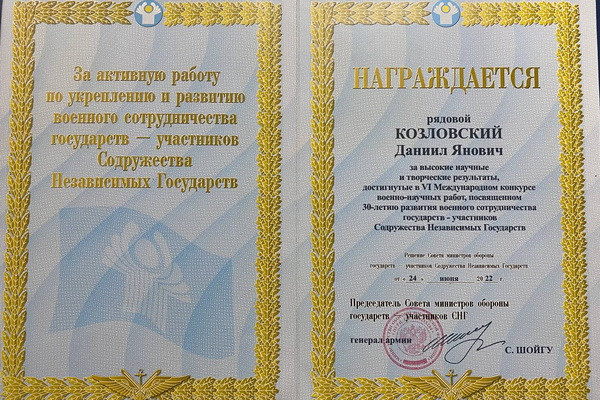 За активную работу
по укреплению и развитию
военного сотрудничества
государств — участников
Содружества
Независимых Государств
НАГРАЖДАЕТСЯ
рядовой
КОЗЛОВСКИЙ
Даниил Янович
за высокие научные
и творческие результаты,
достигнутые в VI Международном конкурсе
военно-научных работ, посвященном
30-летию развития военного сотрудничества
государств - участников
Содружества Независимых Государств
Решение Совета министров обороны
государств участников Содружества Независимых Государств
от « 24 » июня 2022 г.
Председатель Совета министров обороны
государств участников СНГ
генерал армии
С. ШОЙГУ